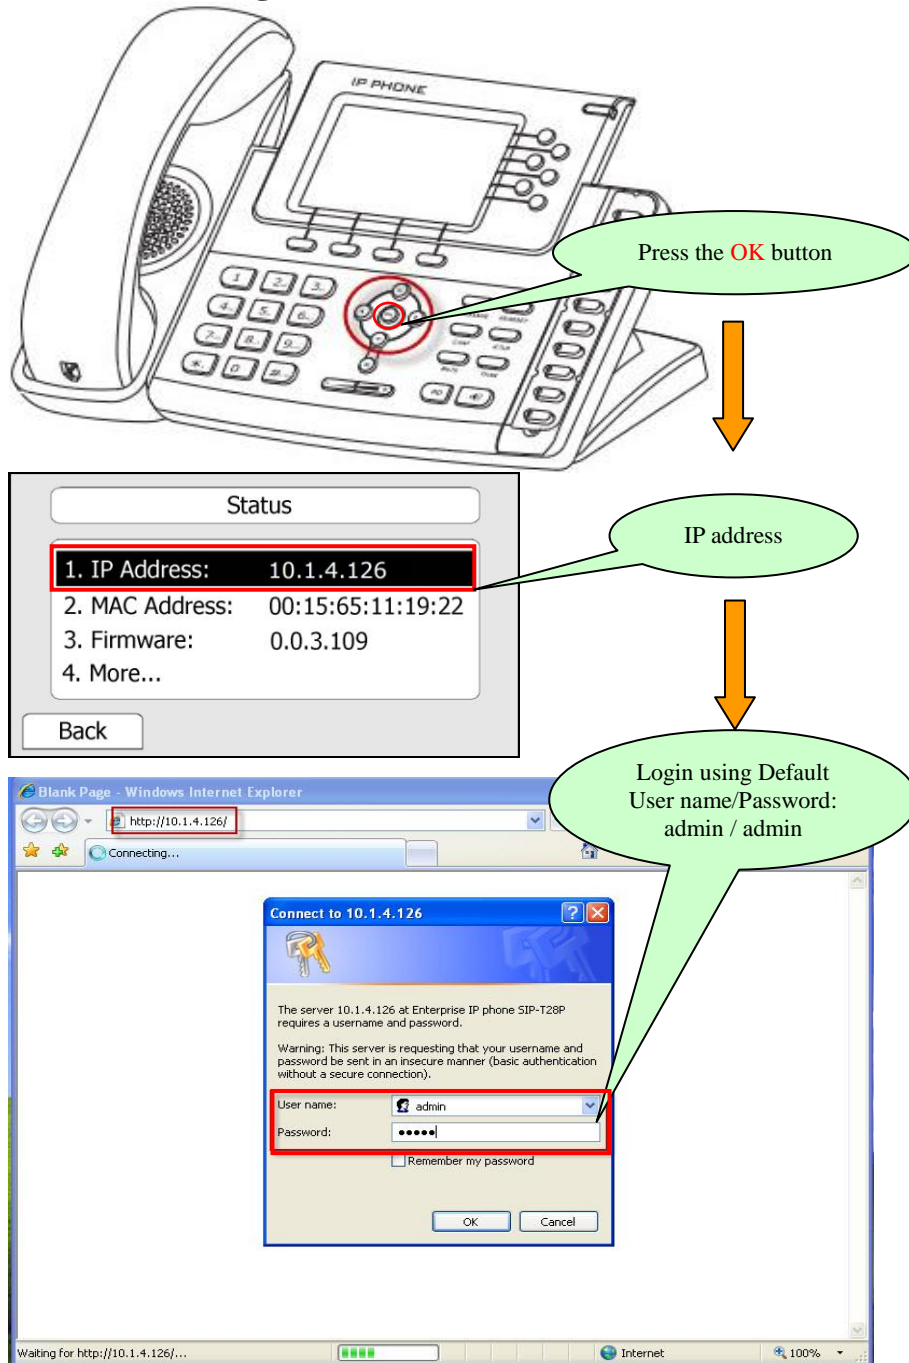 IP PHONE
Press the OK button
1
2
3
4
5
6
7
8
9
*
0
#
HEADSET
CONF
MUTE
Status
1. IP Address: 10.1.4.126
2. MAC Address: 00:15:65:11:19:22
3. Firmware: 0.0.3.109
4. More...
Back
IP address
Login using Default
User name/Password:
admin / admin
Blank Page - Windows Internet Explorer
http://10.1.4.126/
Connecting...
Connect to 10.1.4.126
The server 10.1.4.126 at Enterprise IP phone SIP-T28P
requires a username and password.
Warning: This server is requesting that your username and
password be sent in an insecure manner (basic authentication
without a secure connection).
User name: admin
Password: •••••
Remember my password
OK Cancel
Waiting for http://10.1.4.126/... Internet 100%